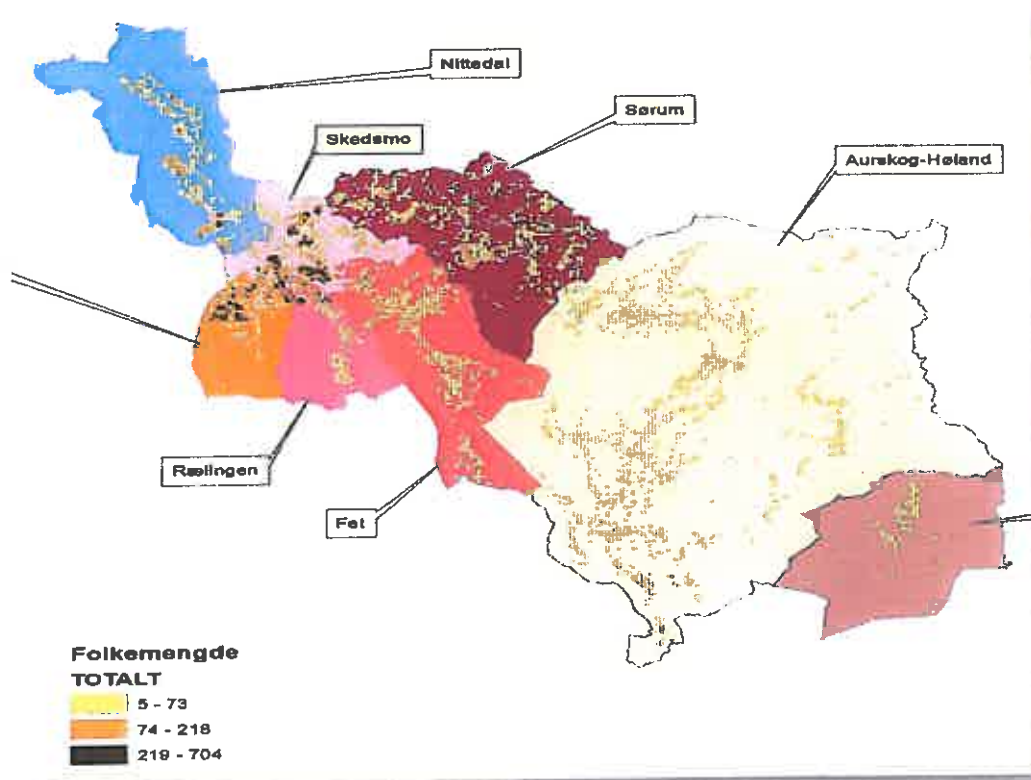 Nittedal
Sørum
Skedsmo
Aurskog-Høland
Rælingen
Fet
Folkemengde
TOTALT
5 - 73
74 - 218
219 - 704